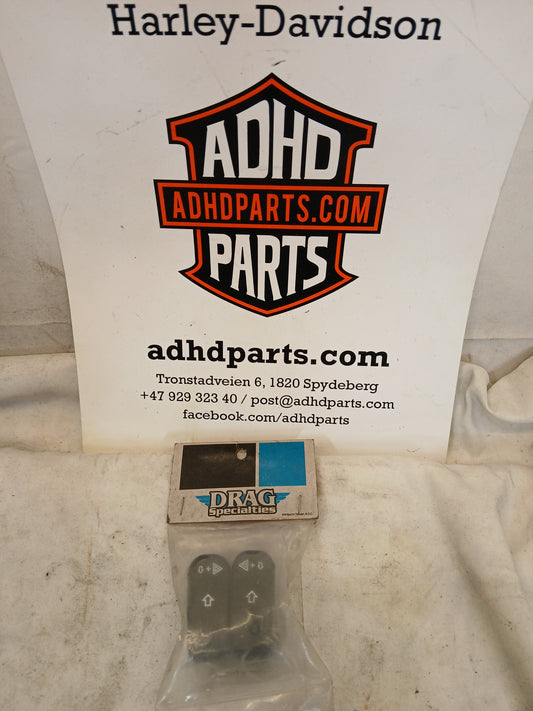 Harley-Davidson
ADHD
ADHDPARTS.COM
PARTS
adhdparts.com
Tronstadveien 6, 1820 Spydeberg
+47 929 323 40 / post@adhdparts.com
facebook.com/adhdparts
DRAG
Specialties